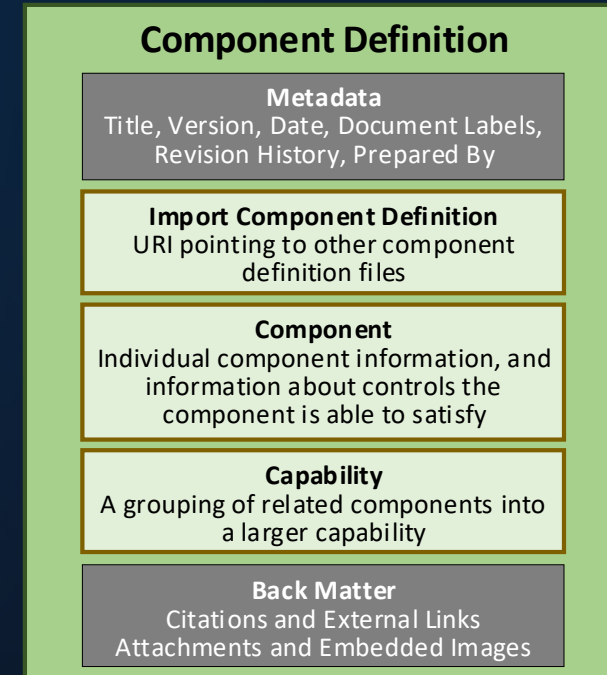 Component Definition
Metadata
Title, Version, Date, Document Labels,
Revision History, Prepared By
Import Component Definition
URI pointing to other component
definition files
Component
Individual component information, and
information about controls the
component is able to satisfy
Capability
A grouping of related components into
a larger capability
Back Matter
Citations and External Links
Attachments and Embedded Images